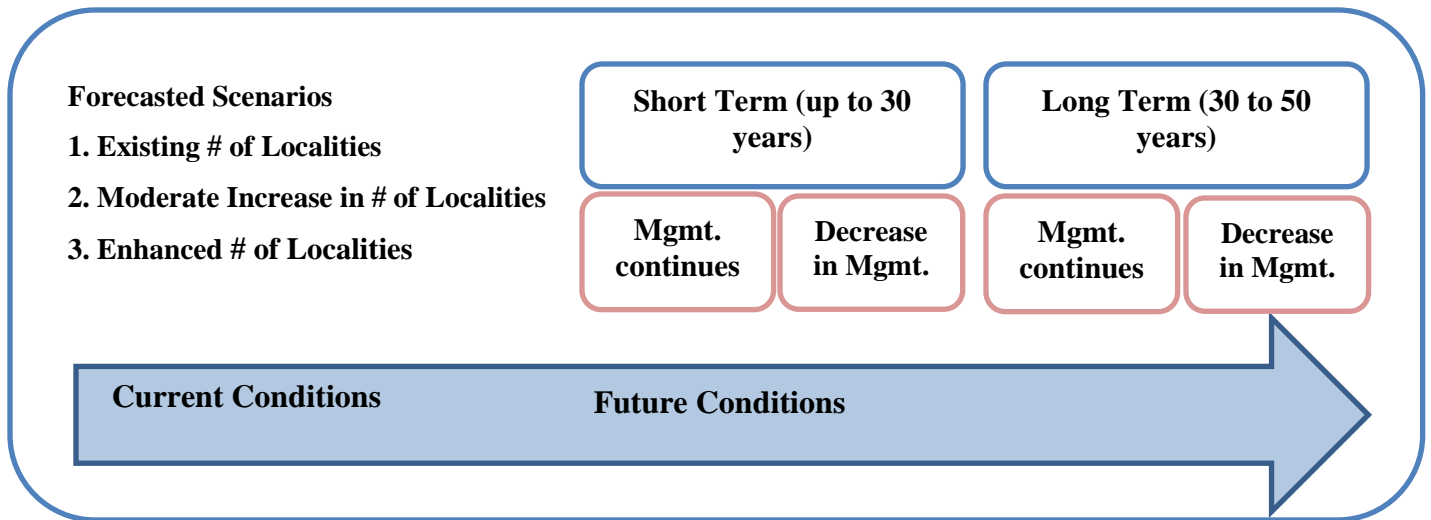 Forecasted Scenarios
1. Existing # of Localities
2. Moderate Increase in # of Localities
3. Enhanced # of Localities
Short Term (up to 30
years)
Long Term (30 to 50
years)
Mgmt.
continues
Decrease
in Mgmt.
Mgmt.
continues
Decrease
in Mgmt.
Current Conditions
Future Conditions